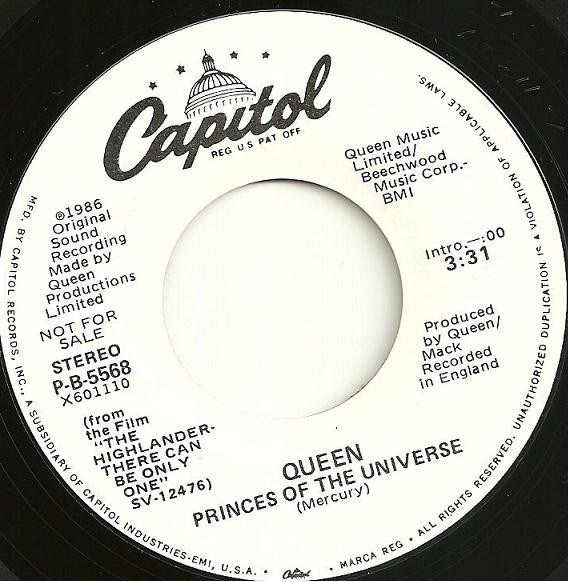 Capitol
REG U S PAT OFF
Queen Music
Limited/
Beechwood
Music Corp.-
BMI
℗1986
Original
Sound
Recording
Made by
Queen
Productions
Limited
NOT FOR
SALE
STEREO
P-B-5568
X601110
(from
the Film
"THE
HIGHLANDER-
THERE CAN
BE ONLY
ONE"
SV-12476)
Intro.—:00
3:31
Produced
by Queen/
Mack
Recorded
in England
QUEEN
PRINCES OF THE UNIVERSE
(Mercury)
MFD. BY CAPITOL RECORDS, INC., A SUBSIDIARY OF CAPITOL INDUSTRIES-EMI, U.S.A. • Capitol • MARCA REG • ALL RIGHTS RESERVED. UNAUTHORIZED DUPLICATION IS A VIOLATION OF APPLICABLE LAWS.